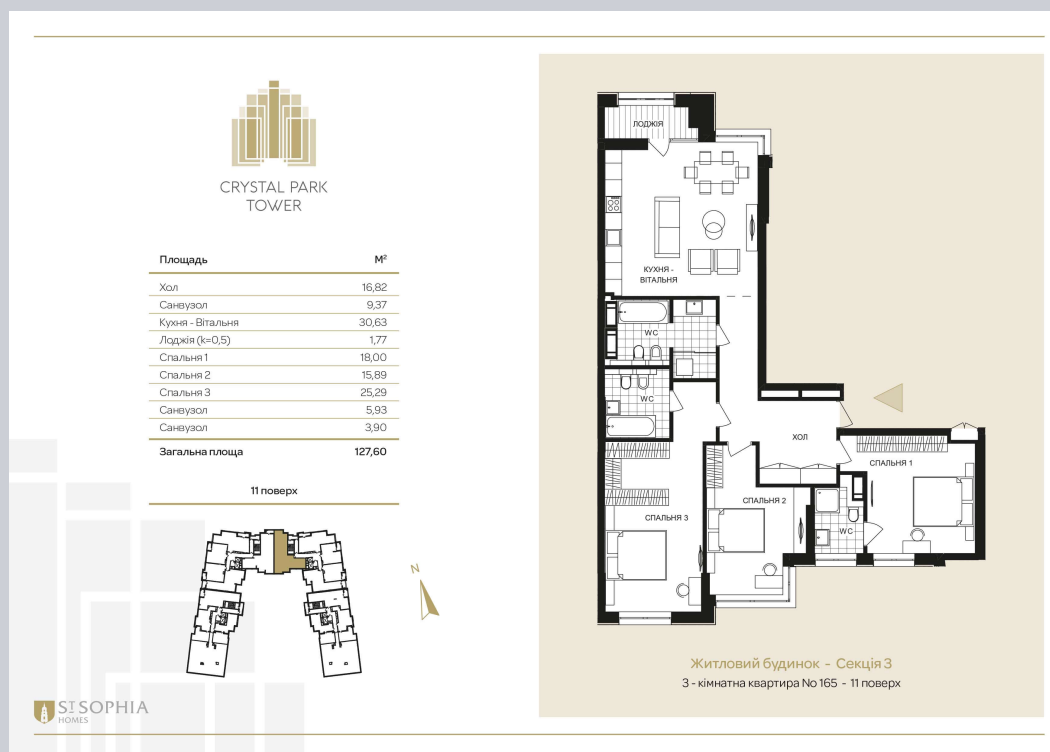 CRYSTAL PARK
TOWER
Площадь М²
Хол 16,82
Санвузол 9,37
Кухня - Вітальня 30,63
Лоджія (k=0,5) 1,77
Спальня 1 18,00
Спальня 2 15,89
Спальня 3 25,29
Санвузол 5,93
Санвузол 3,90
Загальна площа 127,60
11 поверх
N
ST SOPHIA
HOMES
ЛОДЖІЯ
КУХНЯ -
ВІТАЛЬНЯ
WC
WC
ХОЛ
СПАЛЬНЯ 1
СПАЛЬНЯ 2
СПАЛЬНЯ 3
WC
Житловий будинок - Секція 3
3 - кімнатна квартира No 165 - 11 поверх